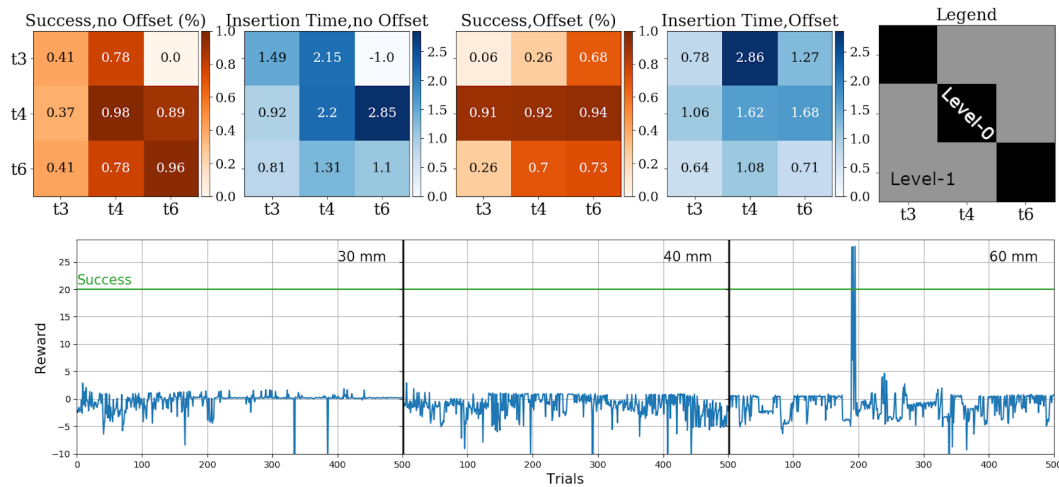 Success,no Offset (%)
Insertion Time,no Offset
Success,Offset (%)
Insertion Time,Offset
Legend
t3 0.41 0.78 0.0
t4 0.37 0.98 0.89
t6 0.41 0.78 0.96
t3 t4 t6
1.0
0.8
0.6
0.4
0.2
0.0
1.49 2.15 -1.0
0.92 2.2 2.85
0.81 1.31 1.1
t3 t4 t6
2.5
2.0
1.5
1.0
0.5
0.0
0.06 0.26 0.68
0.91 0.92 0.94
0.26 0.7 0.73
t3 t4 t6
1.0
0.8
0.6
0.4
0.2
0.0
0.78 2.86 1.27
1.06 1.62 1.68
0.64 1.08 0.71
t3 t4 t6
2.5
2.0
1.5
1.0
0.5
0.0
Level-0
Level-1
t3 t4 t6
30 mm
40 mm
60 mm
Success
Reward
25
20
15
10
5
0
−5
−10
0 100 200 300 400 500 100 200 300 400 500 100 200 300 400 500
Trials